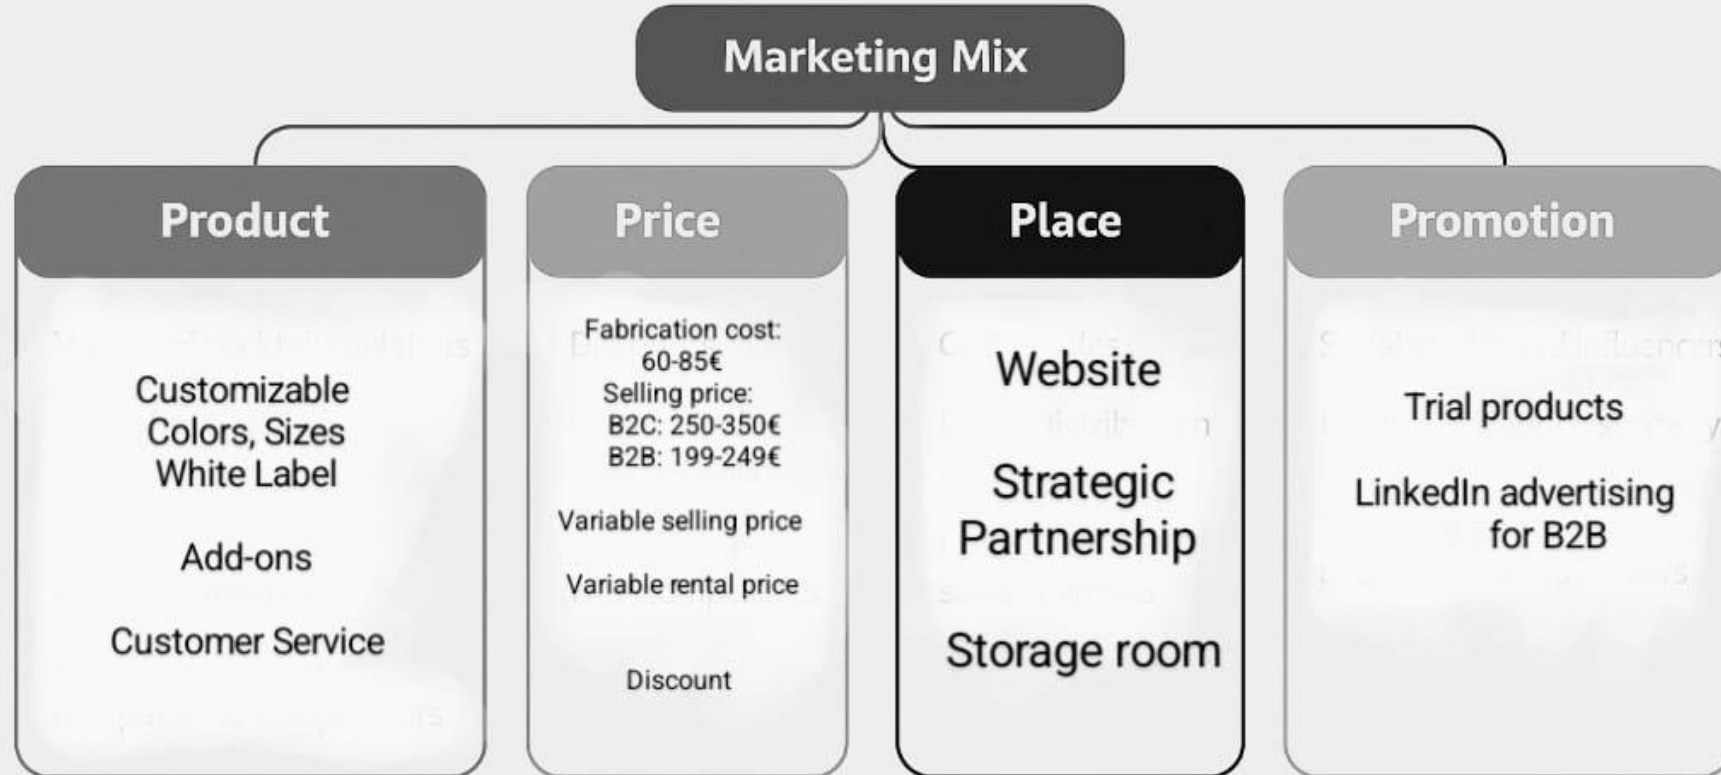 Marketing Mix
Product
Customizable
Colors, Sizes
White Label
Add-ons
Customer Service
Price
Fabrication cost:
60-85€
Selling price:
B2C: 250-350€
B2B: 199-249€
Variable selling price
Variable rental price
Discount
Place
Website
Strategic
Partnership
Storage room
Promotion
Trial products
LinkedIn advertising
for B2B